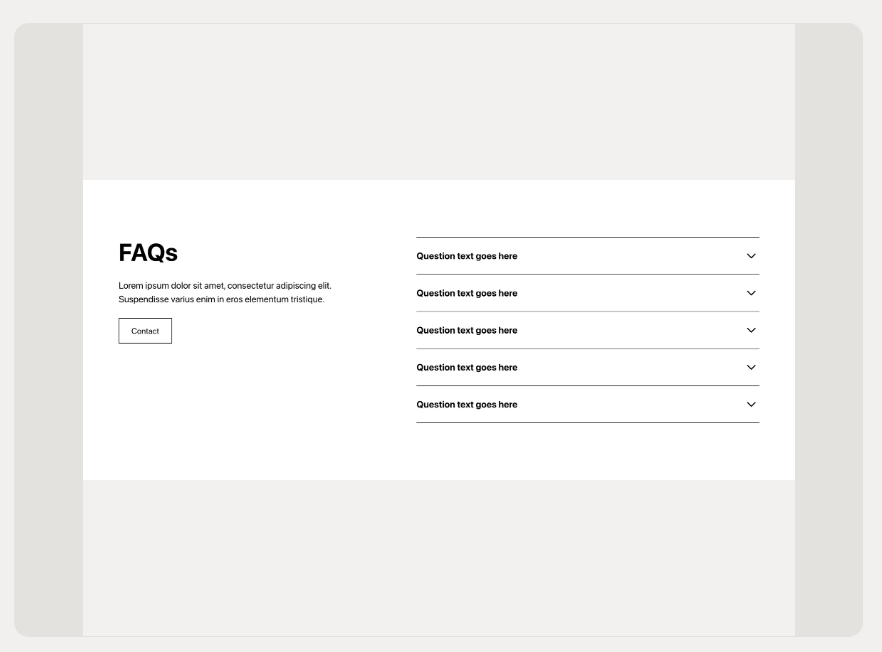 FAQs
Lorem ipsum dolor sit amet, consectetur adipiscing elit.
Suspendisse varius enim in eros elementum tristique.
Contact
Question text goes here
Question text goes here
Question text goes here
Question text goes here
Question text goes here